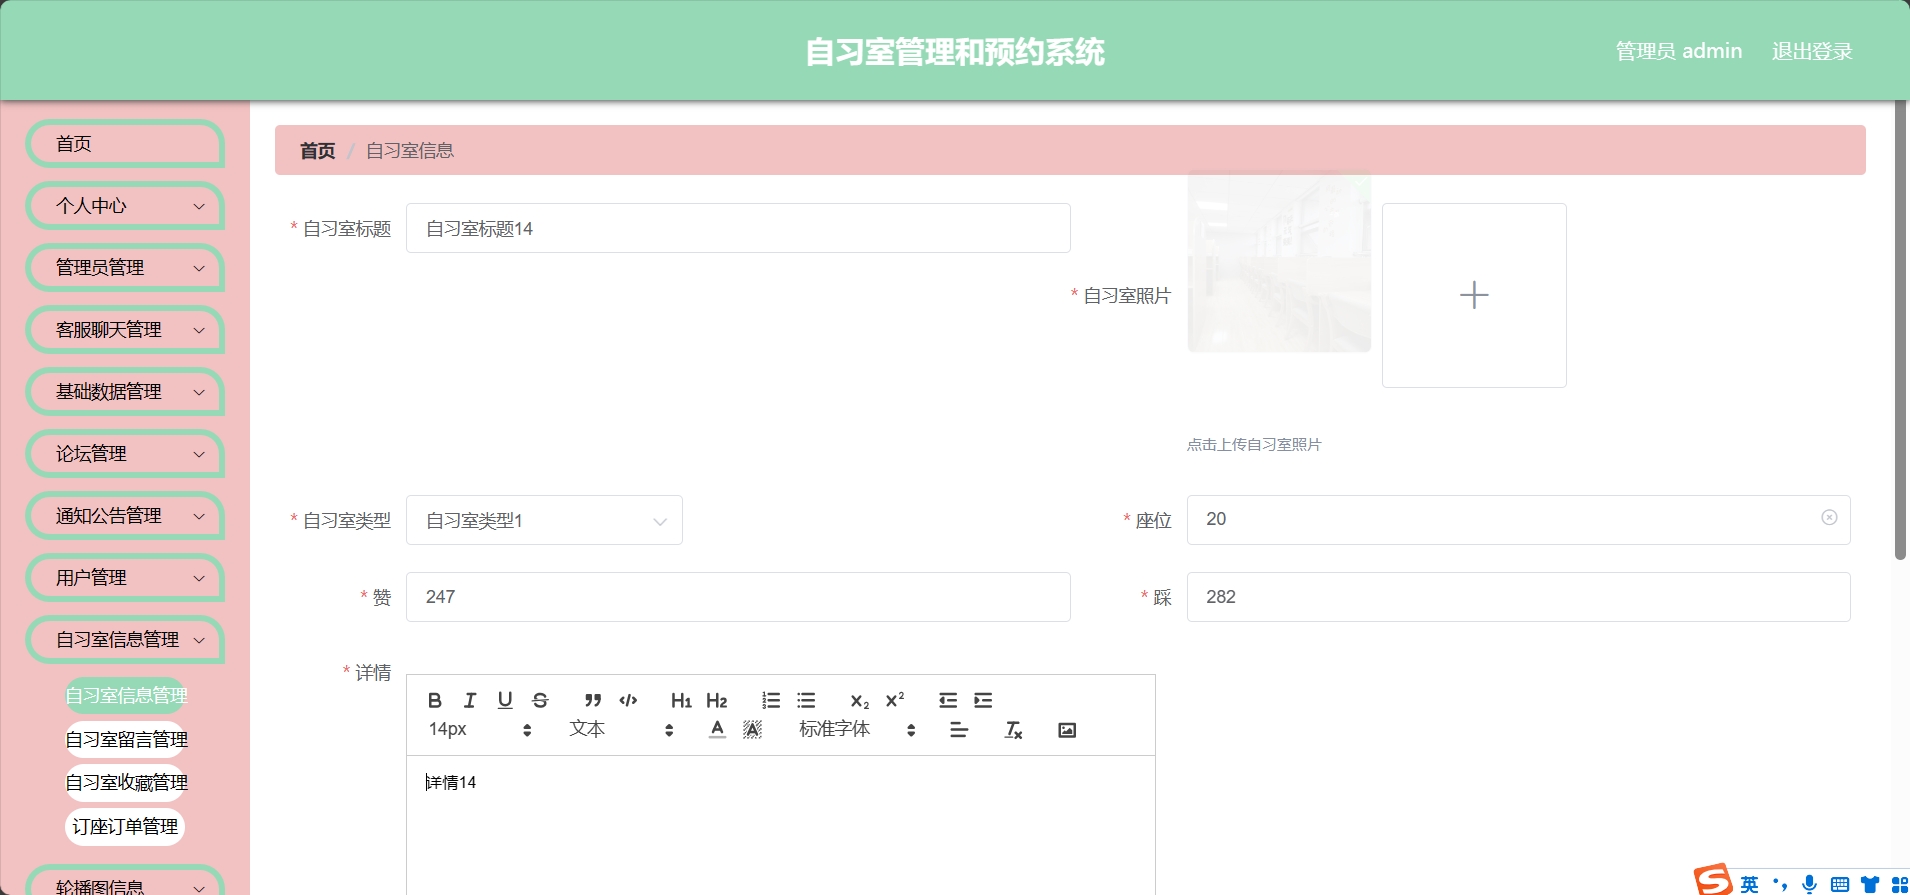 自习室管理和预约系统
管理员 admin
退出登录
首页
个人中心
管理员管理
客服聊天管理
基础数据管理
论坛管理
通知公告管理
用户管理
自习室信息管理
自习室信息管理
自习室留言管理
自习室收藏管理
订座订单管理
轮播图信息
首页 / 自习室信息
* 自习室标题
自习室标题14
* 自习室照片
点击上传自习室照片
* 自习室类型
自习室类型1
* 座位
20
* 赞
247
* 踩
282
* 详情
14px
文本
标准字体
详情14
英